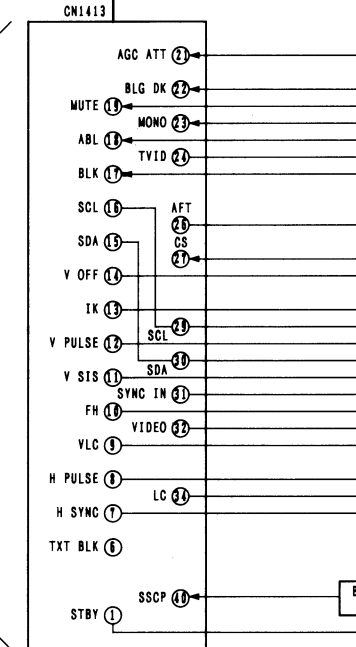 CN1413
AGC ATT 21
BLG DK 22
MUTE 19
MONO 23
ABL 18
TVID 24
BLK 17
SCL 16
AFT
26
SDA 15
CS
27
V OFF 14
IK 13
29
SCL
V PULSE 12
30
SDA
V SIS 11
SYNC IN 31
FH 10
VIDEO 32
VLC 9
H PULSE 8
LC 34
H SYNC 7
TXT BLK 6
SSCP 40
STBY 1